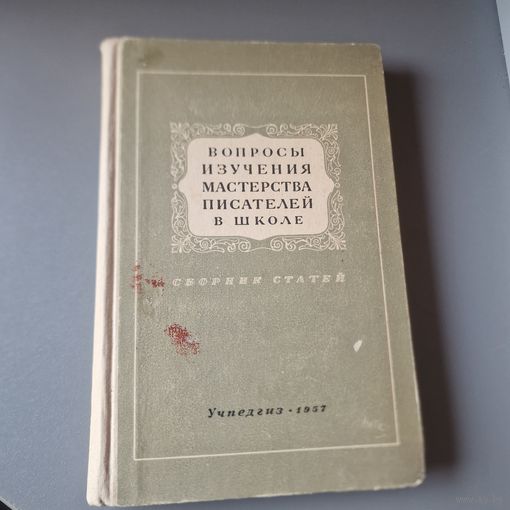 ВОПРОСЫ
ИЗУЧЕНИЯ
МАСТЕРСТВА
ПИСАТЕЛЕЙ
В ШКОЛЕ
СБОРНИК СТАТЕЙ
Учпедгиз · 1957